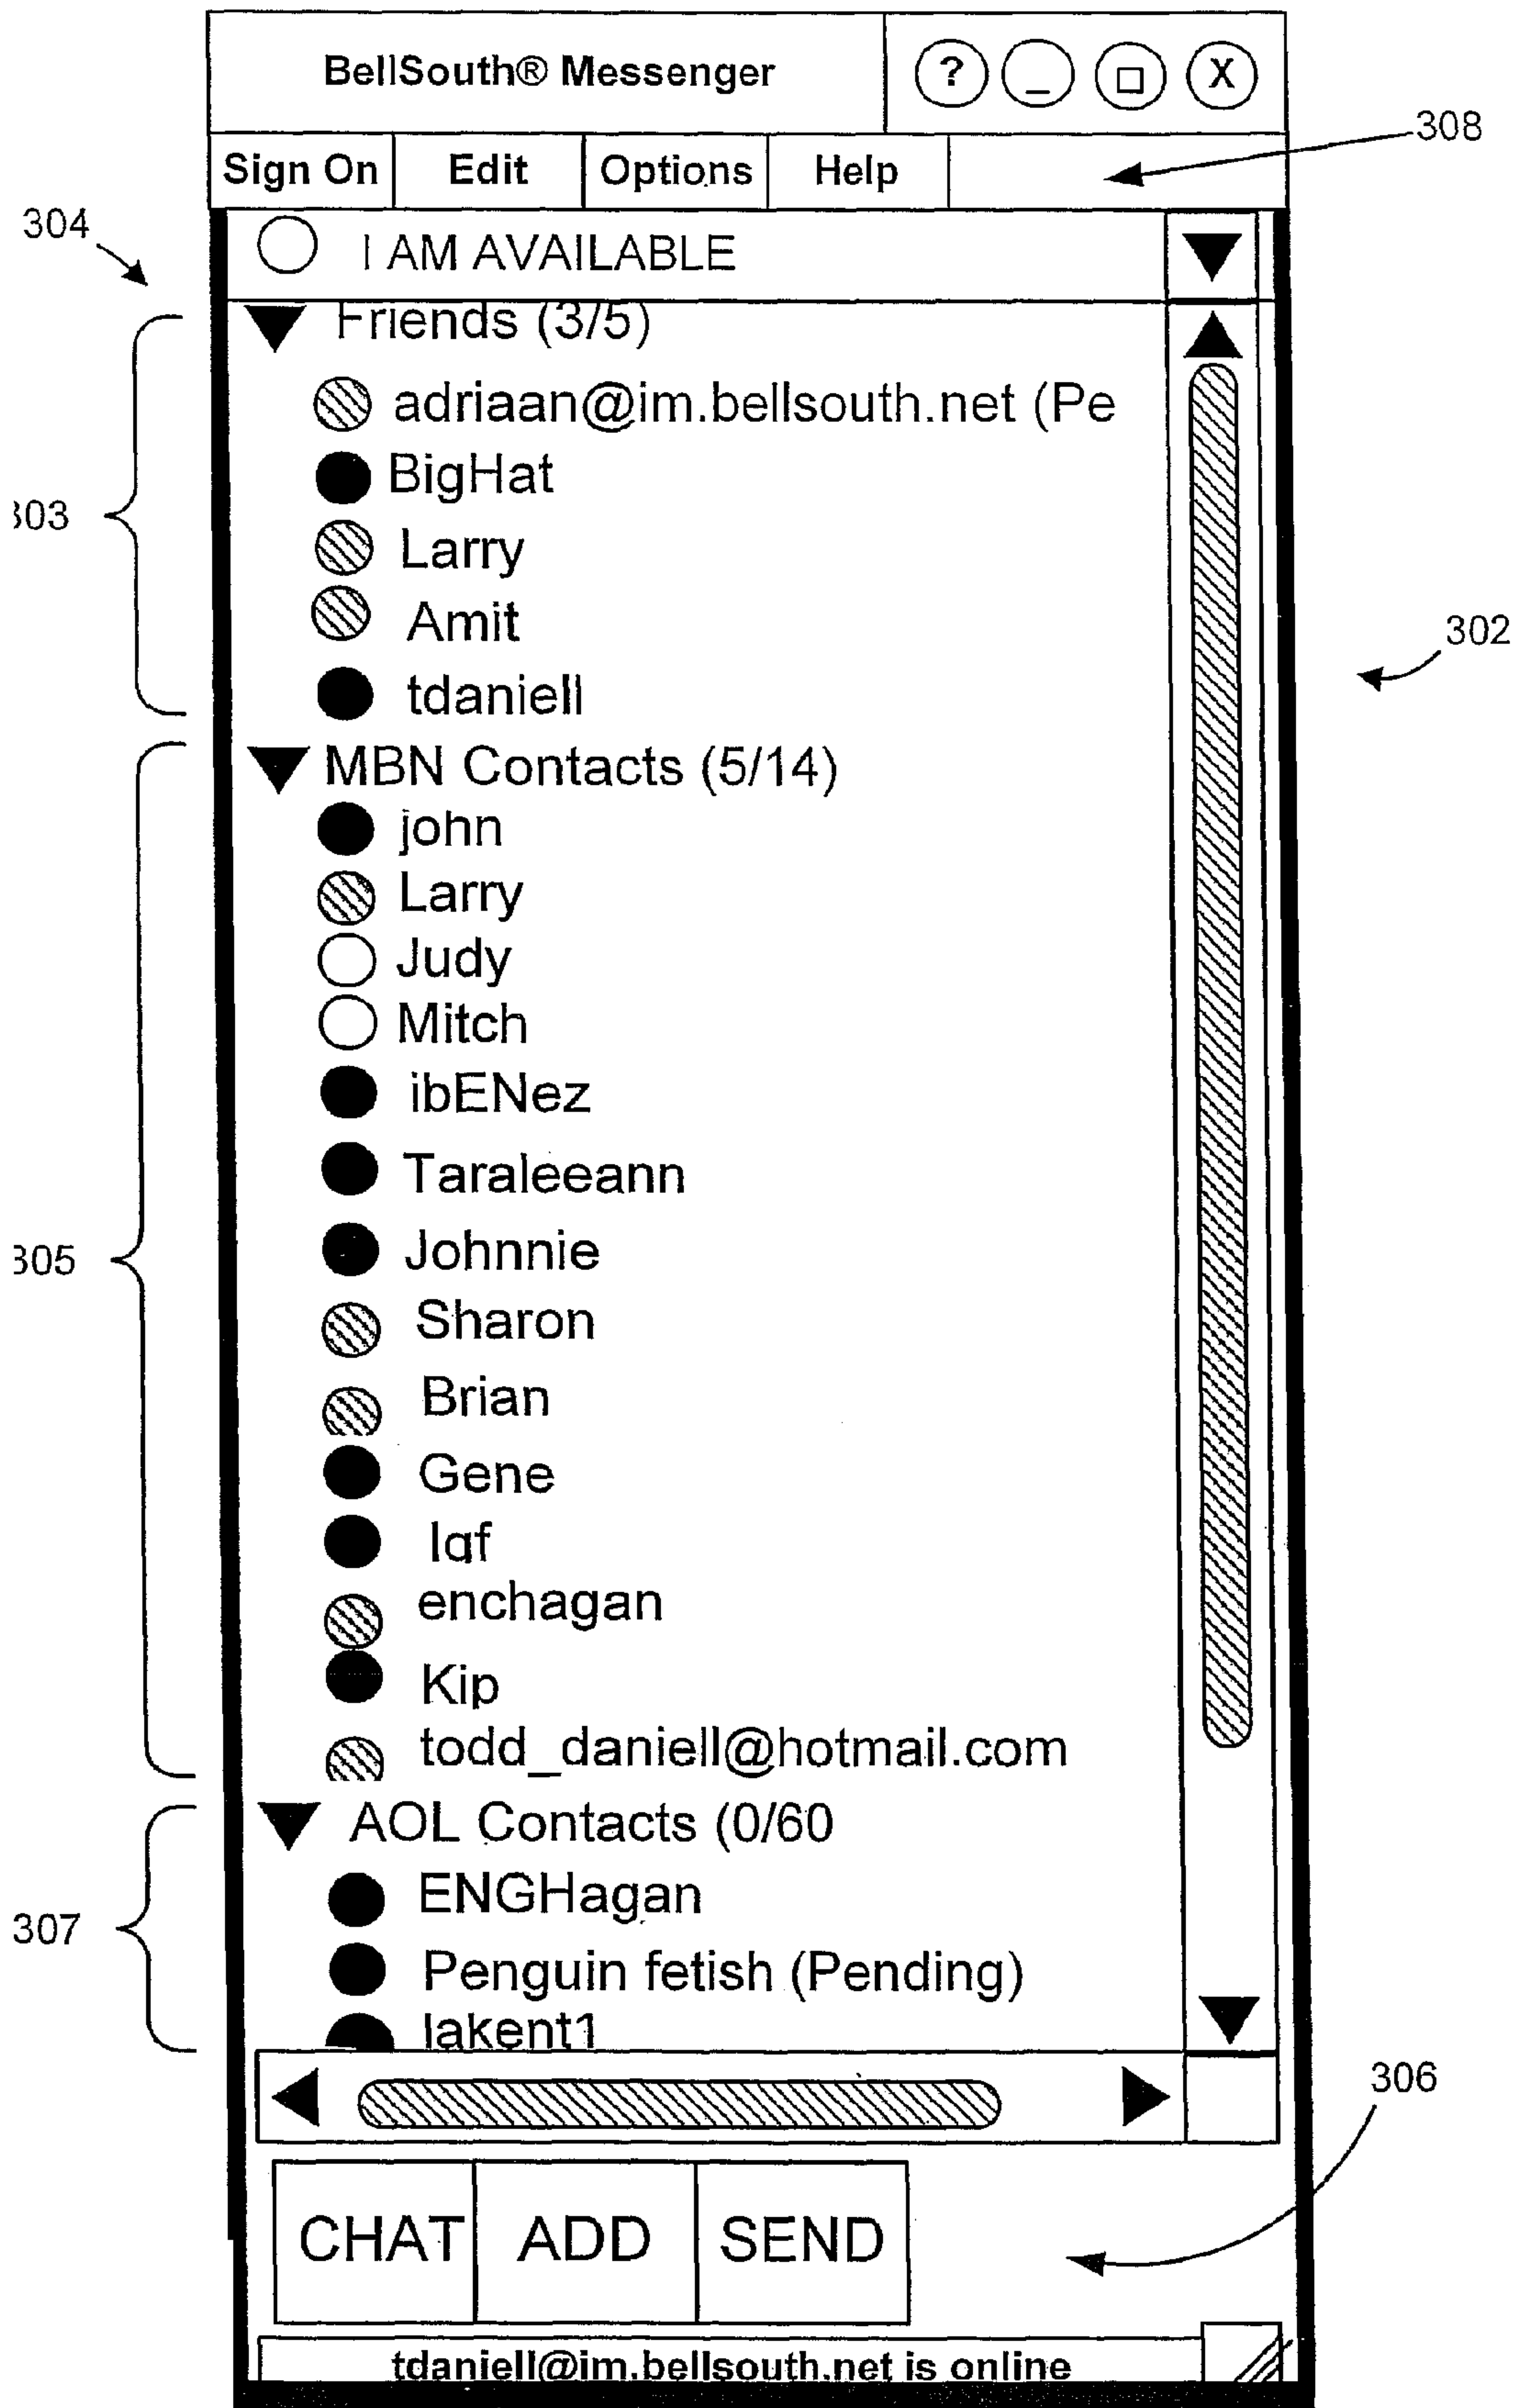 BellSouth® Messenger ? _ □ X
308
Sign On Edit Options Help
304
I AM AVAILABLE
Friends (3/5)
adriaan@im.bellsouth.net (Pe
BigHat
303
Larry
Amit
302
tdaniell
MBN Contacts (5/14)
john
Larry
Judy
Mitch
ibENez
Taraleeann
305
Johnnie
Sharon
Brian
Gene
lqf
enchagan
Kip
todd_daniell@hotmail.com
AOL Contacts (0/60
ENGHagan
307
Penguin fetish (Pending)
lakent1
306
CHAT ADD SEND
tdaniell@im.bellsouth.net is online